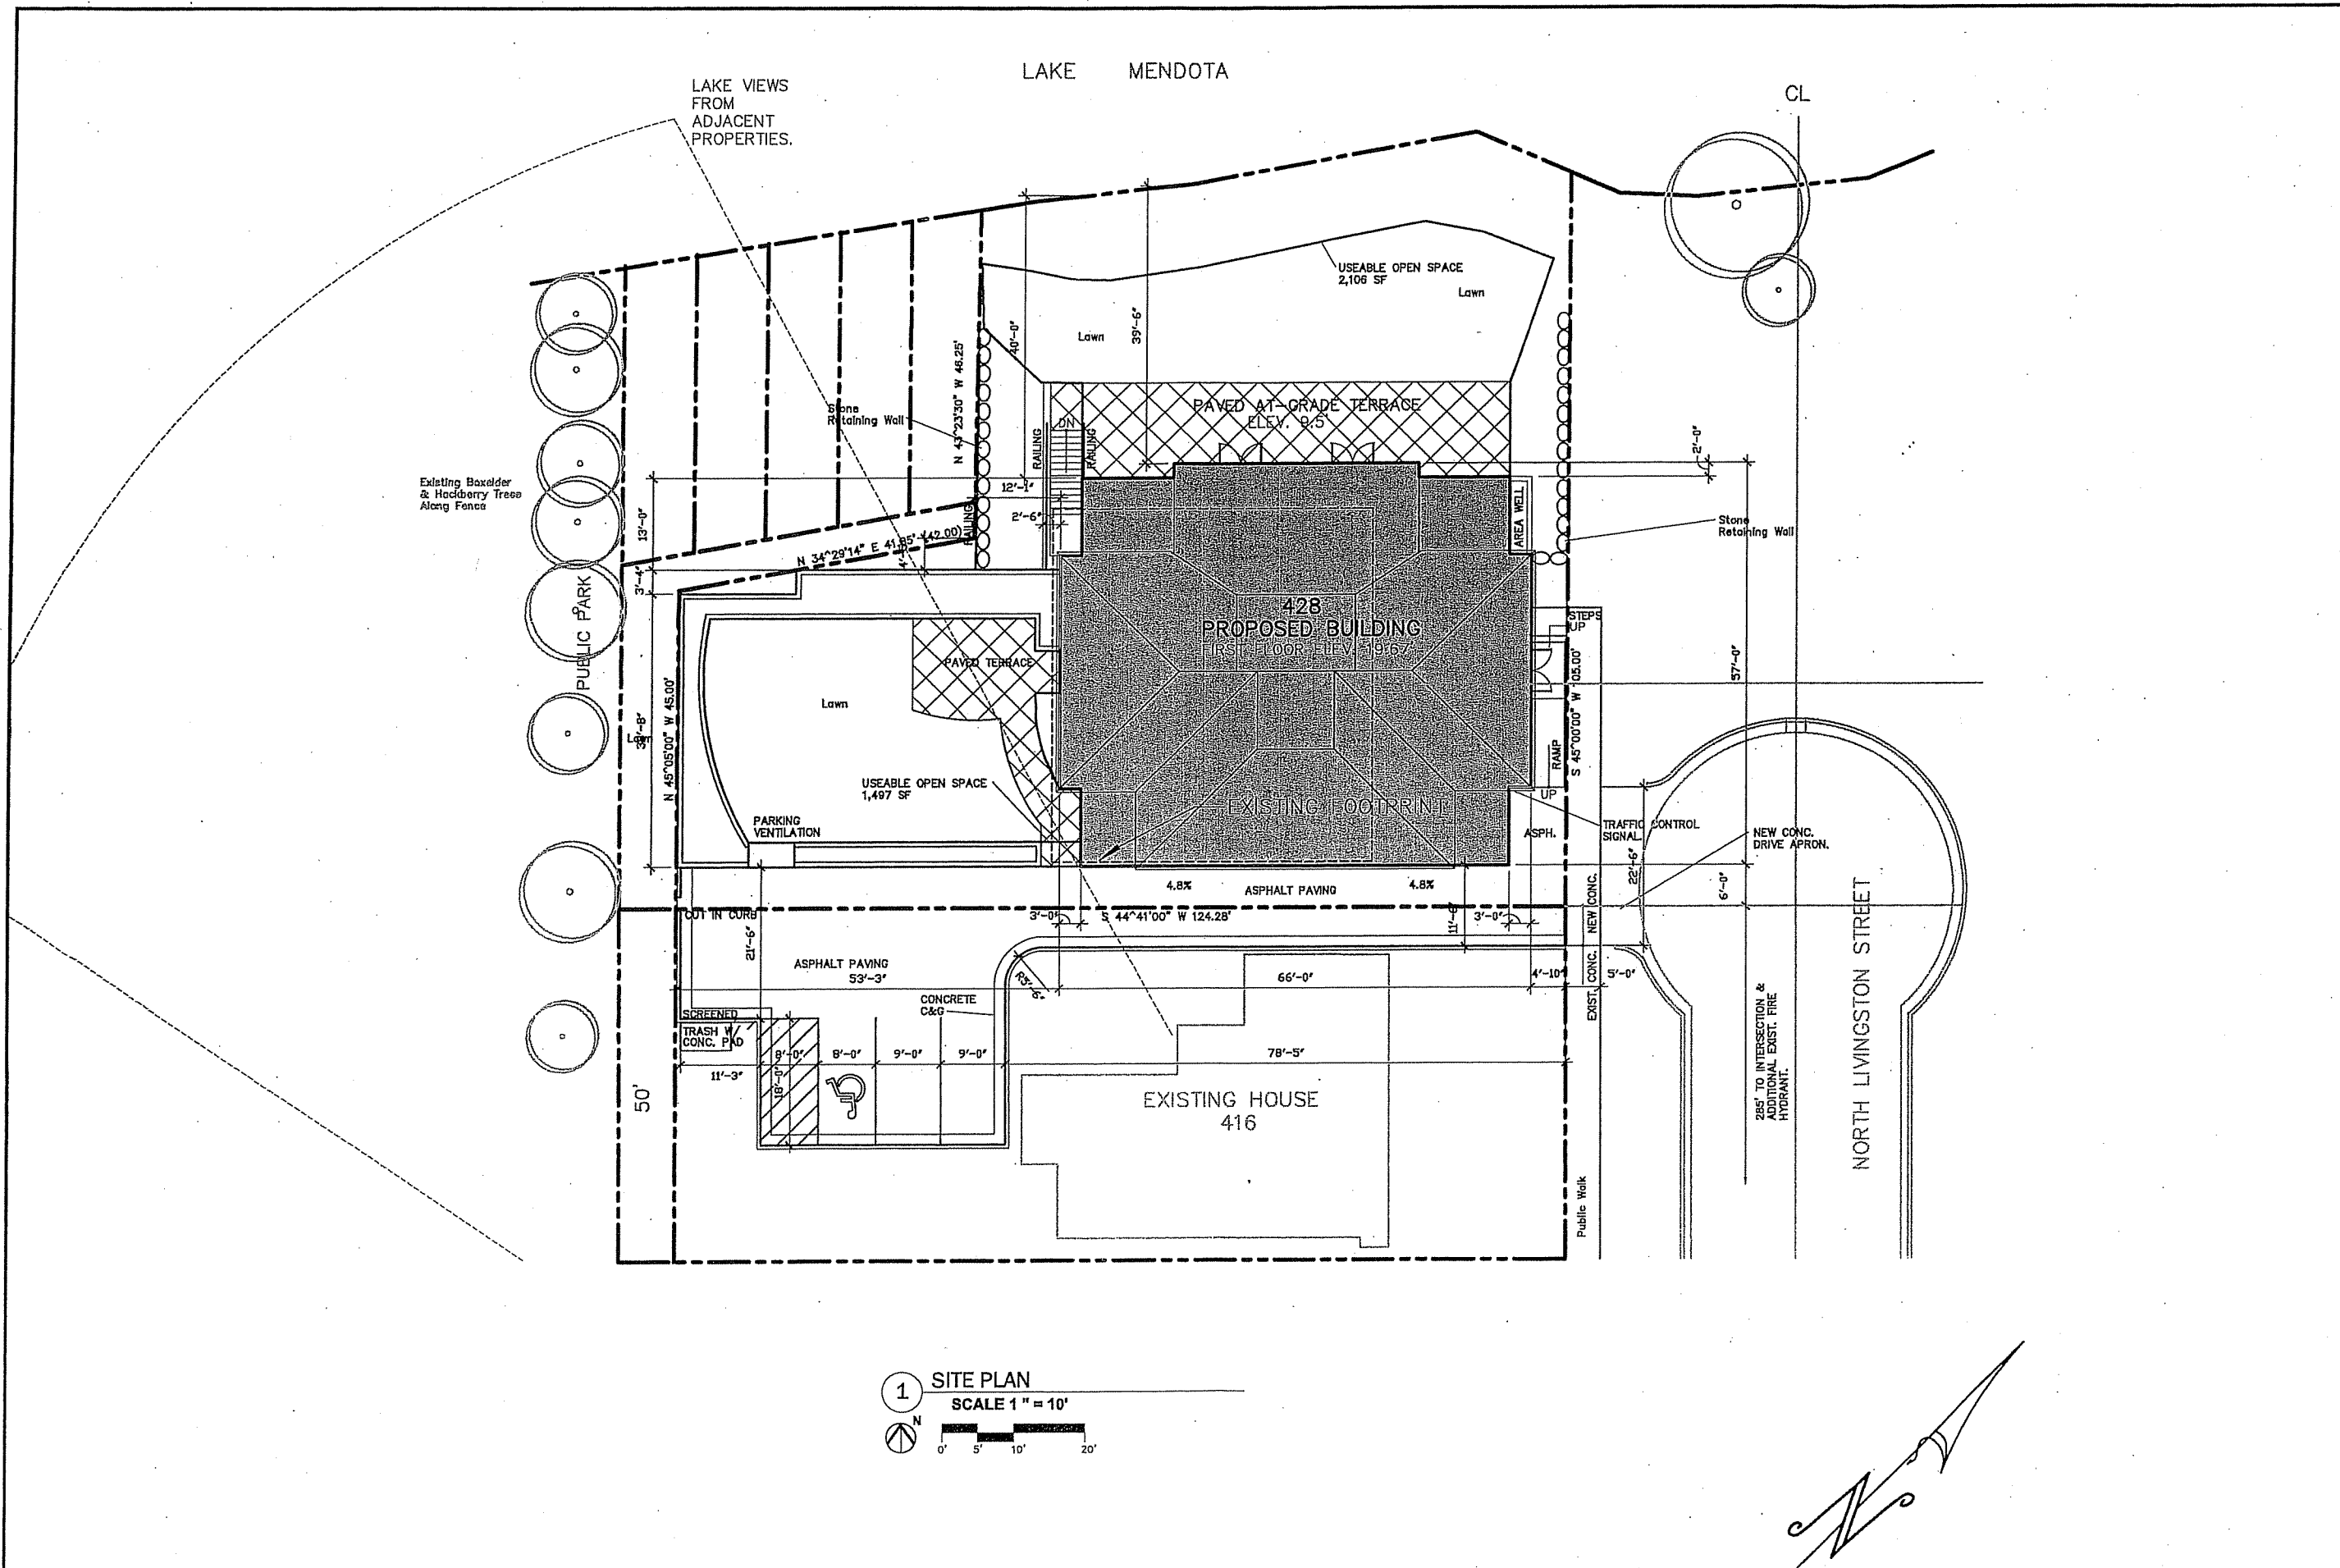 LAKE MENDOTA
LAKE VIEWS
FROM
ADJACENT
PROPERTIES.
CL
USEABLE OPEN SPACE
2,106 SF
Lawn
Lawn
40'-0"
39'-6"
N 43^23'30" W 46.25'
Stone
Retaining Wall
PAVED AT-GRADE TERRACE
ELEV. 9.5'
DN
RAILING
RAILING
2'-0"
Existing Boxelder
& Hackberry Trees
Along Fence
12'-1"
2'-6"
13'-0"
RAILING
AREA WELL
Stone
Retaining Wall
N 34^29'14" E 41.95' (42.00)
4'
3'-4"
PUBLIC PARK
428
PROPOSED BUILDING
FIRST FLOOR ELEV. 19.67'
STEPS
UP
PAVED TERRACE
57'-0"
S 45^00'00" W 105.00'
Lawn
N 45^05'00" W 45.00'
Lawn
RAMP
UP
USEABLE OPEN SPACE
1,497 SF
EXISTING FOOTPRINT
PARKING
VENTILATION
ASPH.
TRAFFIC CONTROL
SIGNAL
NEW CONC.
DRIVE APRON.
22'-6"
6'-0"
4.8%
ASPHALT PAVING
4.8%
CUT IN CURB
3'-0"
S 44^41'00" W 124.28'
11'-6"
3'-0"
NEW CONC.
EXIST. CONC.
21'-6"
ASPHALT PAVING
53'-3"
66'-0"
4'-10"
5'-0"
R5'-6"
CONCRETE
C&G
NORTH LIVINGSTON STREET
SCREENED
TRASH W/
CONC. PAD
8'-0"
8'-0"
9'-0"
9'-0"
78'-5"
11'-3"
18'-0"
285' TO INTERSECTION &
ADDITIONAL EXIST. FIRE
HYDRANT.
50'
EXISTING HOUSE
416
Public Walk
1
SITE PLAN
SCALE 1 " = 10'
N
0' 5' 10' 20'
N